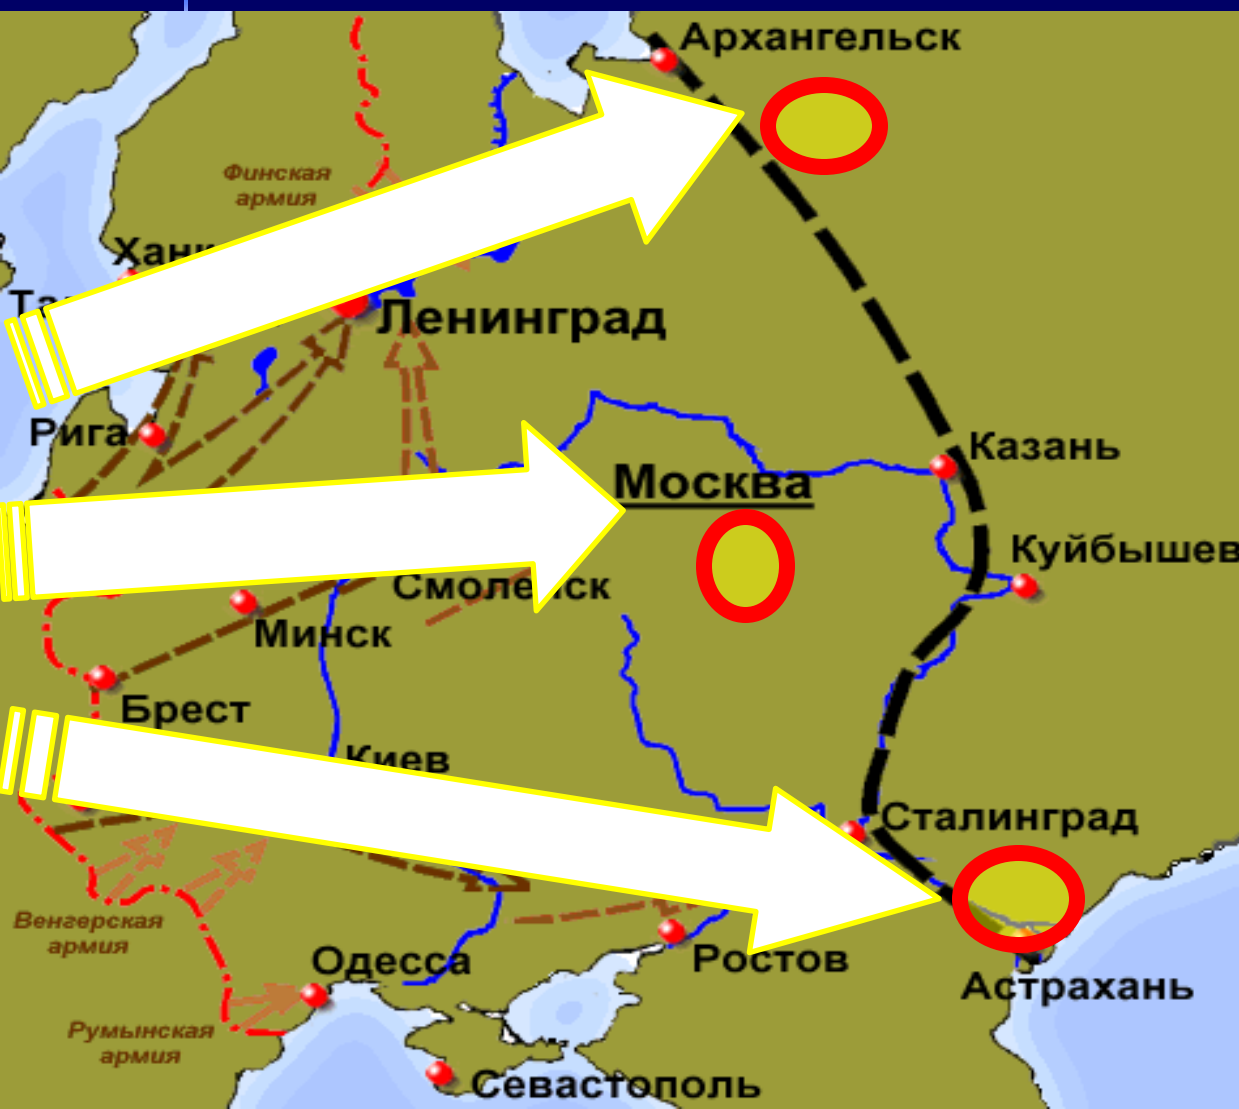 Архангельск
Финская
армия
Ленинград
Рига
Казань
Москва
Куйбышев
Смоленск
Минск
Брест
Киев
Сталинград
Венгерская
армия
Одесса
Ростов
Астрахань
Румынская
армия
Севастополь